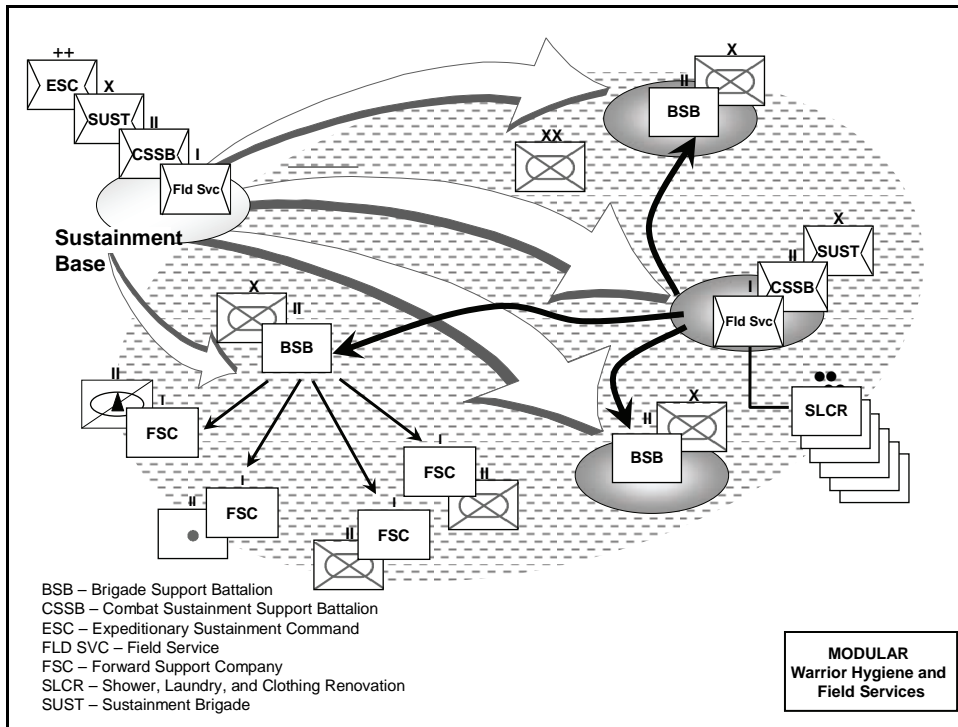 ++
ESC
X
SUST
II
CSSB
I
Fld Svc
Sustainment
Base
XX
X
II
BSB
X
SUST
II
CSSB
I
Fld Svc
SLCR
X
II
BSB
X
II
BSB
II
I
FSC
II
I
FSC
II
I
FSC
I
FSC
II
BSB – Brigade Support Battalion
CSSB – Combat Sustainment Support Battalion
ESC – Expeditionary Sustainment Command
FLD SVC – Field Service
FSC – Forward Support Company
SLCR – Shower, Laundry, and Clothing Renovation
SUST – Sustainment Brigade
MODULAR
Warrior Hygiene and
Field Services